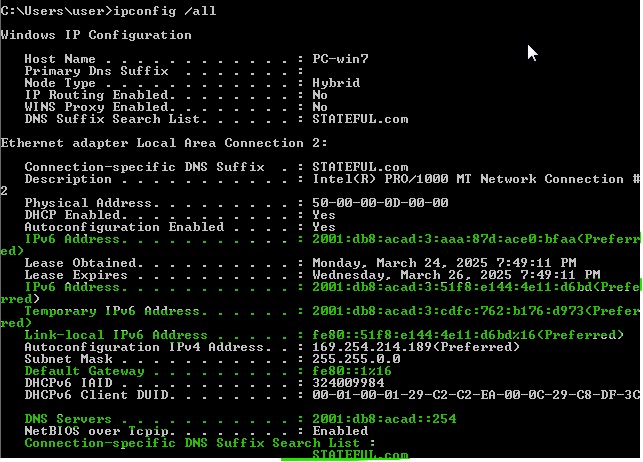 C:\Users\user>ipconfig /all
Windows IP Configuration
Host Name . . . . . . . . . . . . : PC-win7
Primary Dns Suffix . . . . . . . :
Node Type . . . . . . . . . . . . : Hybrid
IP Routing Enabled. . . . . . . . : No
WINS Proxy Enabled. . . . . . . . : No
DNS Suffix Search List. . . . . . : STATEFUL.com
Ethernet adapter Local Area Connection 2:
Connection-specific DNS Suffix . : STATEFUL.com
Description . . . . . . . . . . . : Intel(R) PRO/1000 MT Network Connection #
2
Physical Address. . . . . . . . . : 50-00-00-0D-00-00
DHCP Enabled. . . . . . . . . . . : Yes
Autoconfiguration Enabled . . . . : Yes
IPv6 Address. . . . . . . . . . . : 2001:db8:acad:3:aaa:87d:ace0:bfaa(Preferr
ed)
Lease Obtained. . . . . . . . . . : Monday, March 24, 2025 7:49:11 PM
Lease Expires . . . . . . . . . . : Wednesday, March 26, 2025 7:49:11 PM
IPv6 Address. . . . . . . . . . . : 2001:db8:acad:3:51f8:e144:4e11:d6bd(Prefe
rred)
Temporary IPv6 Address. . . . . . : 2001:db8:acad:3:cdfc:762:b176:d973(Prefer
red)
Link-local IPv6 Address . . . . . : fe80::51f8:e144:4e11:d6bd%16(Preferred)
Autoconfiguration IPv4 Address. . : 169.254.214.189(Preferred)
Subnet Mask . . . . . . . . . . . : 255.255.0.0
Default Gateway . . . . . . . . . : fe80::1%16
DHCPv6 IAID . . . . . . . . . . . : 324009984
DHCPv6 Client DUID. . . . . . . . : 00-01-00-01-29-C2-C2-EA-00-0C-29-C8-DF-3C
DNS Servers . . . . . . . . . . . : 2001:db8:acad::254
NetBIOS over Tcpip. . . . . . . . : Enabled
Connection-specific DNS Suffix Search List :
STATEFUL.com